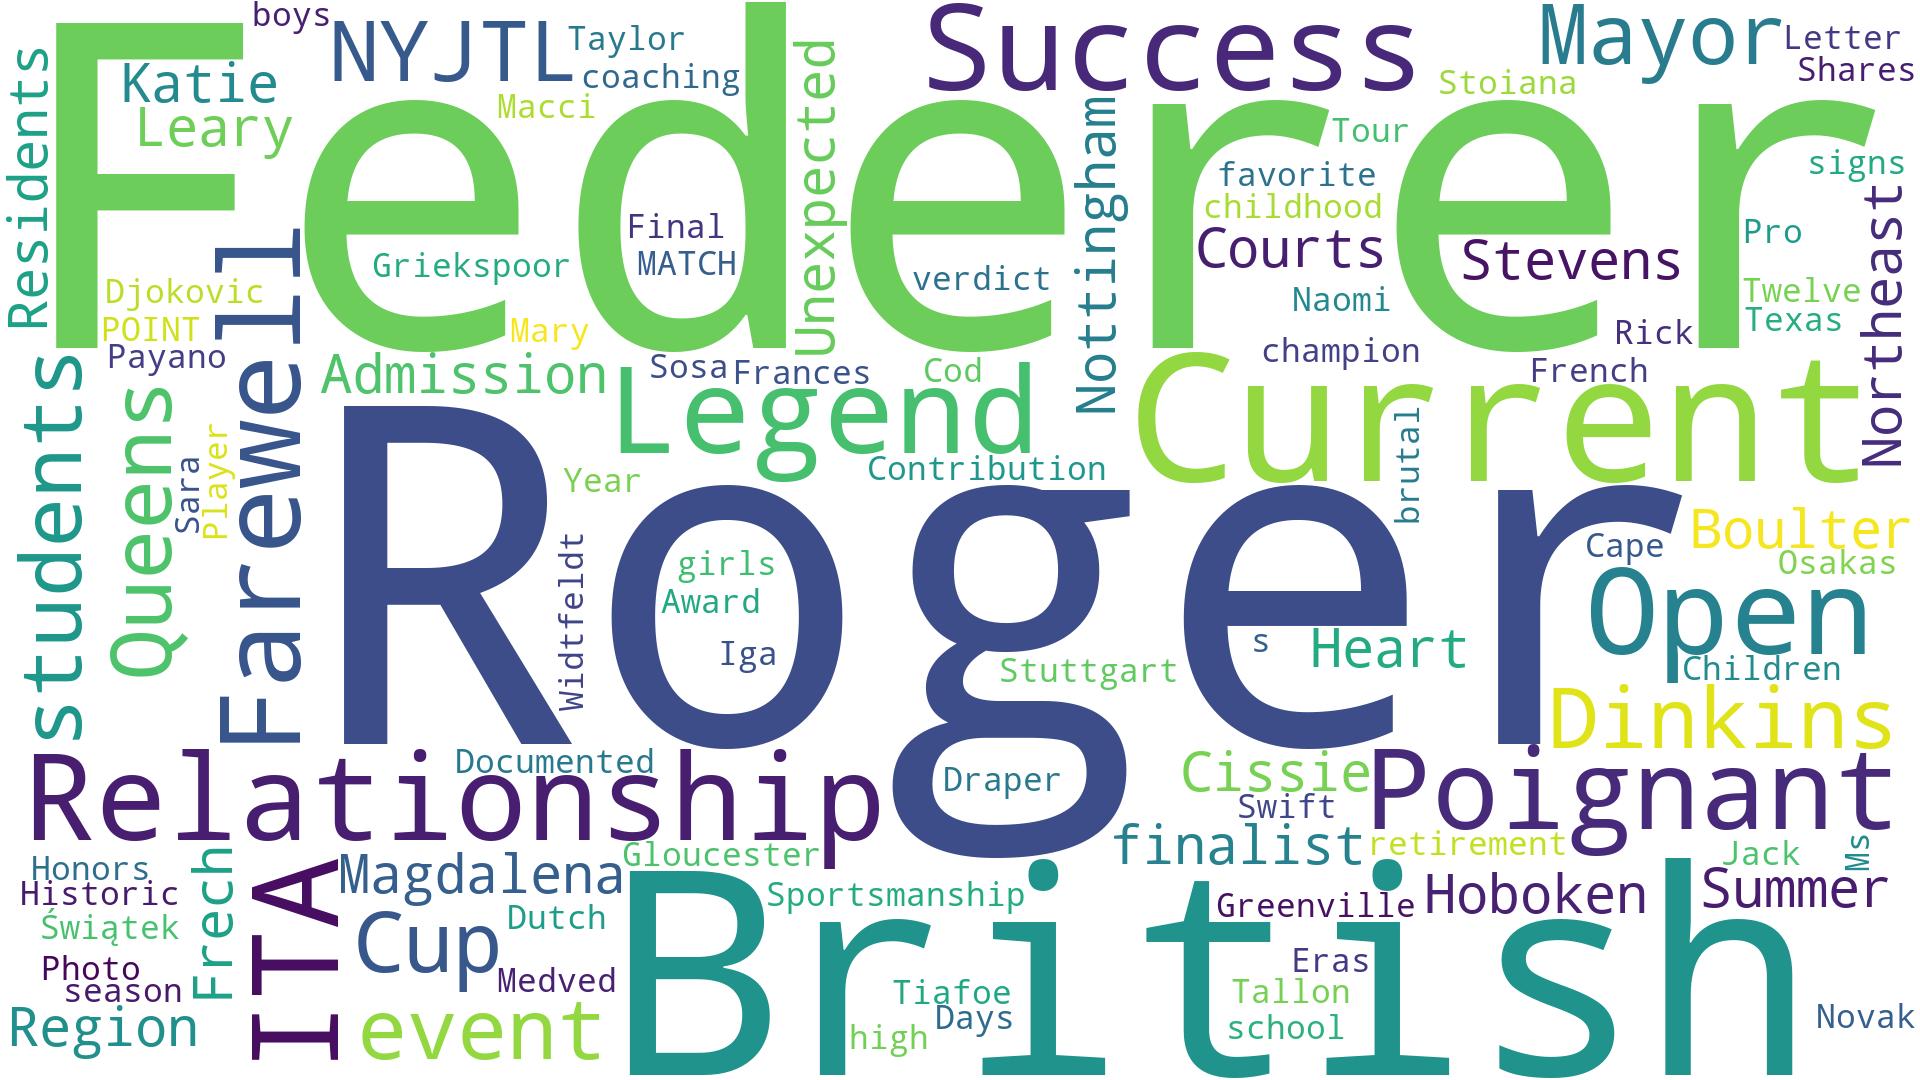 Federer
boys
NYJTL
Taylor
coaching
Macci
Katie
Leary
Residents
Success
Mayor
Letter
Shares
Stoiana
Unexpected
Nottingham
Tour
favorite
childhood
Courts
Stevens
signs
Pro
Northeast
Final
MATCH
Griekspoor
verdict
Naomi
Twelve
Texas
Djokovic
POINT
Payano
Mary
Farewell
Rick
champion
French
Admission
Sosa
Frances
Cod
Legend
Current
students
Queens
Sara
Player
Year
Contribution
brutal
Roger
Boulter
Cape
Osakas
Widtfeldt
girls
Award
Iga
s
Heart
Open
Children
Stuttgart
Dinkins
Relationship
Documented
Draper
Cissie
Swift
Poignant
finalist
retirement
Jack
Ms
Honors
Historic
Świątek
Frech
ITA
Magdalena
Gloucester
Sportsmanship
Greenville
Hoboken
Summer
Cup
Dutch
British
Photo
season
Medved
Eras
Tiafoe
Tallon
Region
event
high
Days
school
Novak